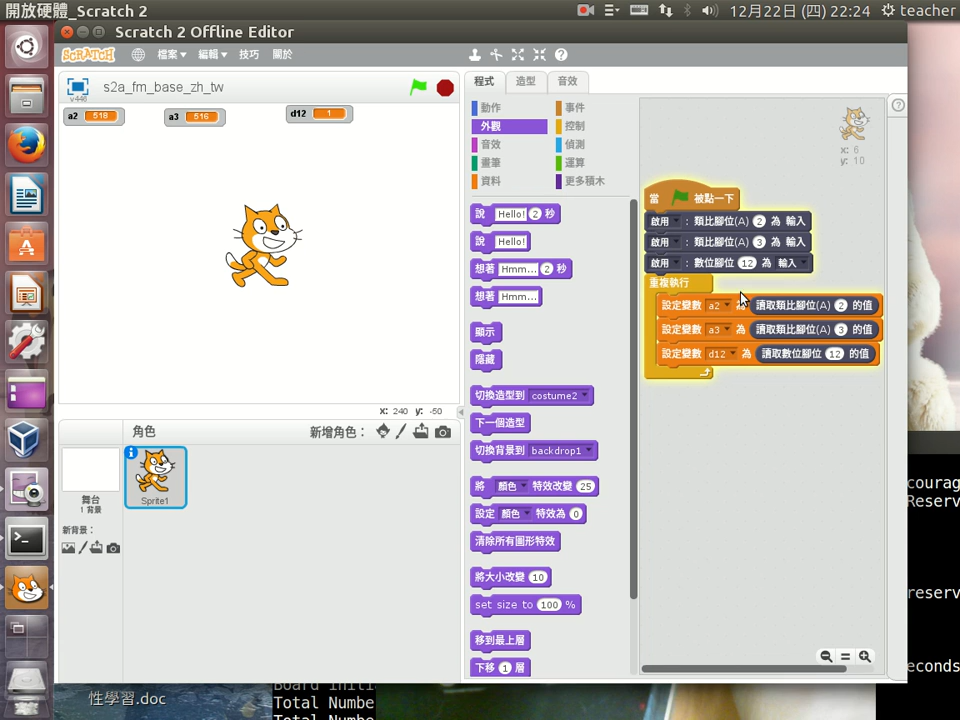 開放硬體_Scratch 2
12月22日 (四) 22:24 teacher
Scratch 2 Offline Editor
SCRATCH 檔案 編輯 技巧 關於
s2a_fm_base_zh_tw
v446
a2 518
a3 516
d12 1
程式 造型 音效
動作 事件
外觀 控制
音效 偵測
畫筆 運算
資料 更多積木
說 Hello! 2 秒
說 Hello!
想著 Hmm... 2 秒
想著 Hmm...
顯示
隱藏
切換造型到 costume2
下一個造型
切換背景到 backdrop1
將 顏色 特效改變 25
設定 顏色 特效為 0
清除所有圖形特效
將大小改變 10
set size to 100 %
移到最上層
下移 1 層
x: 6
y: 10
當 被點一下
啟用 : 類比腳位(A) 2 為 輸入
啟用 : 類比腳位(A) 3 為 輸入
啟用 : 數位腳位 12 為 輸入
重複執行
設定變數 a2 為 讀取類比腳位(A) 2 的值
設定變數 a3 為 讀取類比腳位(A) 3 的值
設定變數 d12 為 讀取數位腳位 12 的值
x: 240 y: -50
角色 新增角色：
Sprite1
舞台
1 背景
新背景：
courag
Reserv
reserv
econds
性學習.doc
Total Numbe